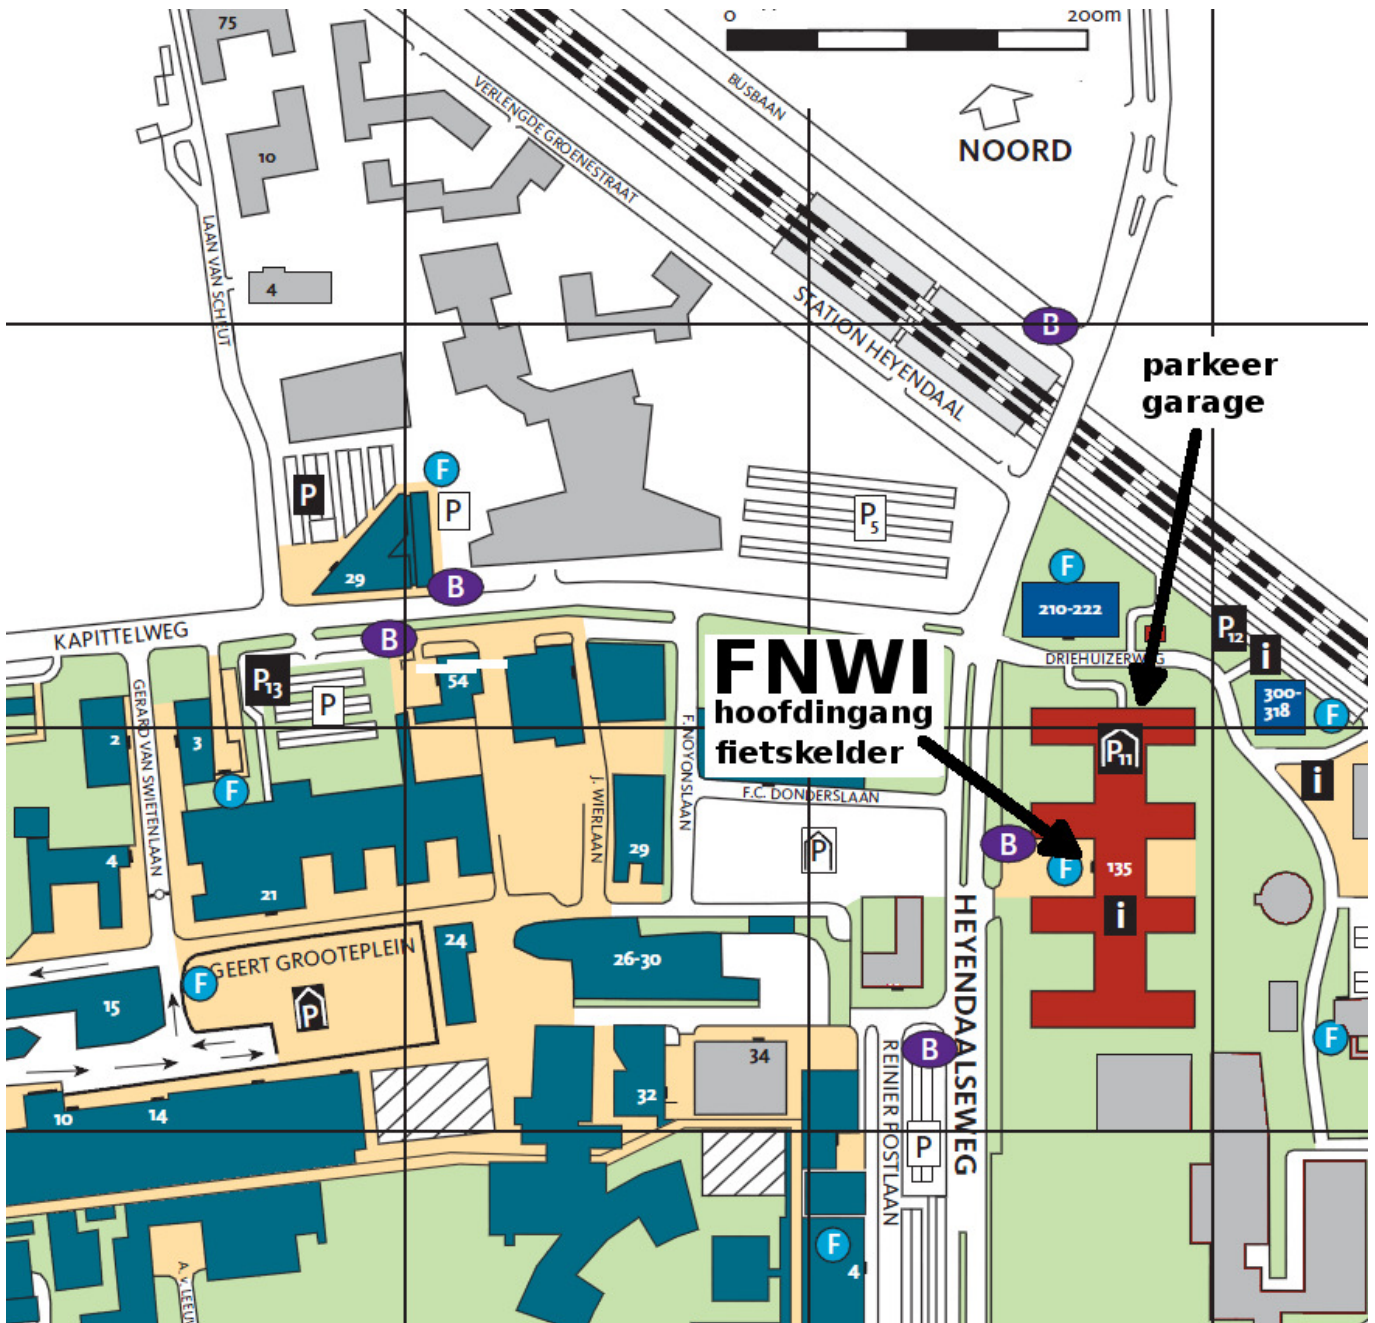 75
0
200m
BUSBAAN
VERLENGDE GROENESTRAAT
NOORD
10
LAAN VAN SCHEUT
4
STATION HEYENDAAL
B
parkeer
garage
F
P
P
P5
29
B
F
210-222
KAPITTELWEG
B
P12
i
DRIEHUIZERWEG
FNWI
hoofdingang
fietskelder
P13
P
54
300-
318
F
GERARD VAN SWIETENLAAN
2
3
F. NOYONSLAAN
P11
i
F
J. WIERLAAN
F.C. DONDERSLAAN
4
21
29
P
B
F
135
i
HEYENDAALSEWEG
GEERT GROOTEPLEIN
24
26-30
F
15
P
F
B
REINIER POSTLAAN
34
32
10
14
P
F
4
A. v. LEEUW